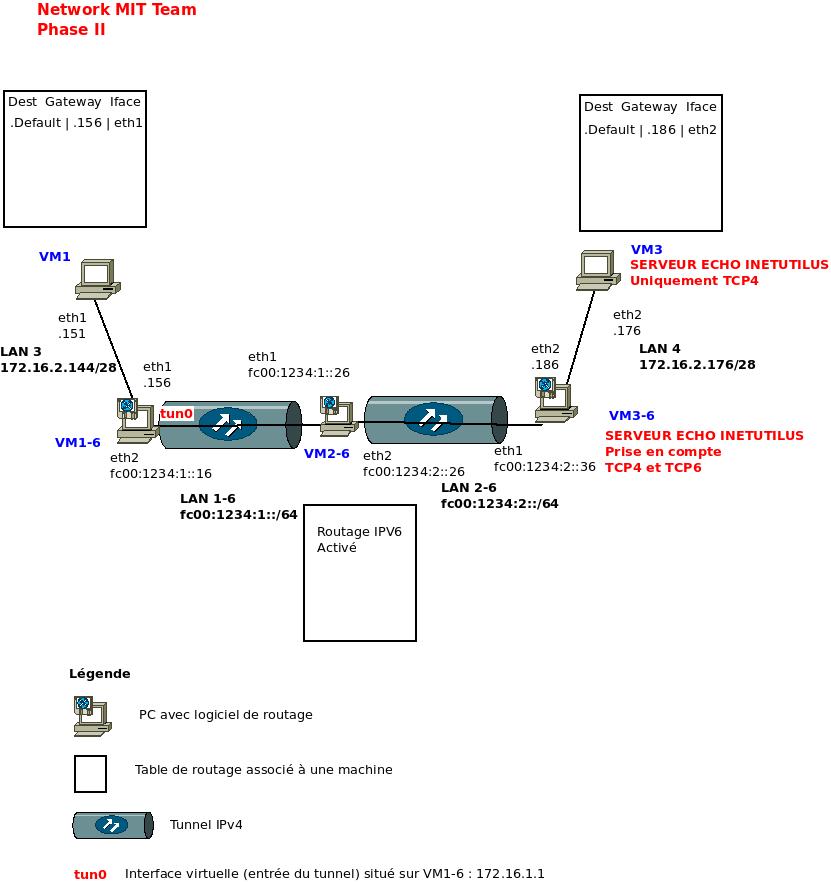 Network MIT Team
Phase II
Dest Gateway Iface
.Default | .156 | eth1
Dest Gateway Iface
.Default | .186 | eth2
VM1
VM3
SERVEUR ECHO INETUTILUS
Uniquement TCP4
eth1
.151
eth2
.176
LAN 3
172.16.2.144/28
LAN 4
172.16.2.176/28
eth1
.156
eth1
fc00:1234:1::26
eth2
.186
tun0
VM1-6
VM2-6
VM3-6
SERVEUR ECHO INETUTILUS
Prise en compte
TCP4 et TCP6
eth2
fc00:1234:1::16
eth2
fc00:1234:2::26
eth1
fc00:1234:2::36
LAN 1-6
fc00:1234:1::/64
LAN 2-6
fc00:1234:2::/64
Routage IPV6
Activé
Légende
PC avec logiciel de routage
Table de routage associé à une machine
Tunnel IPv4
tun0 Interface virtuelle (entrée du tunnel) situé sur VM1-6 : 172.16.1.1